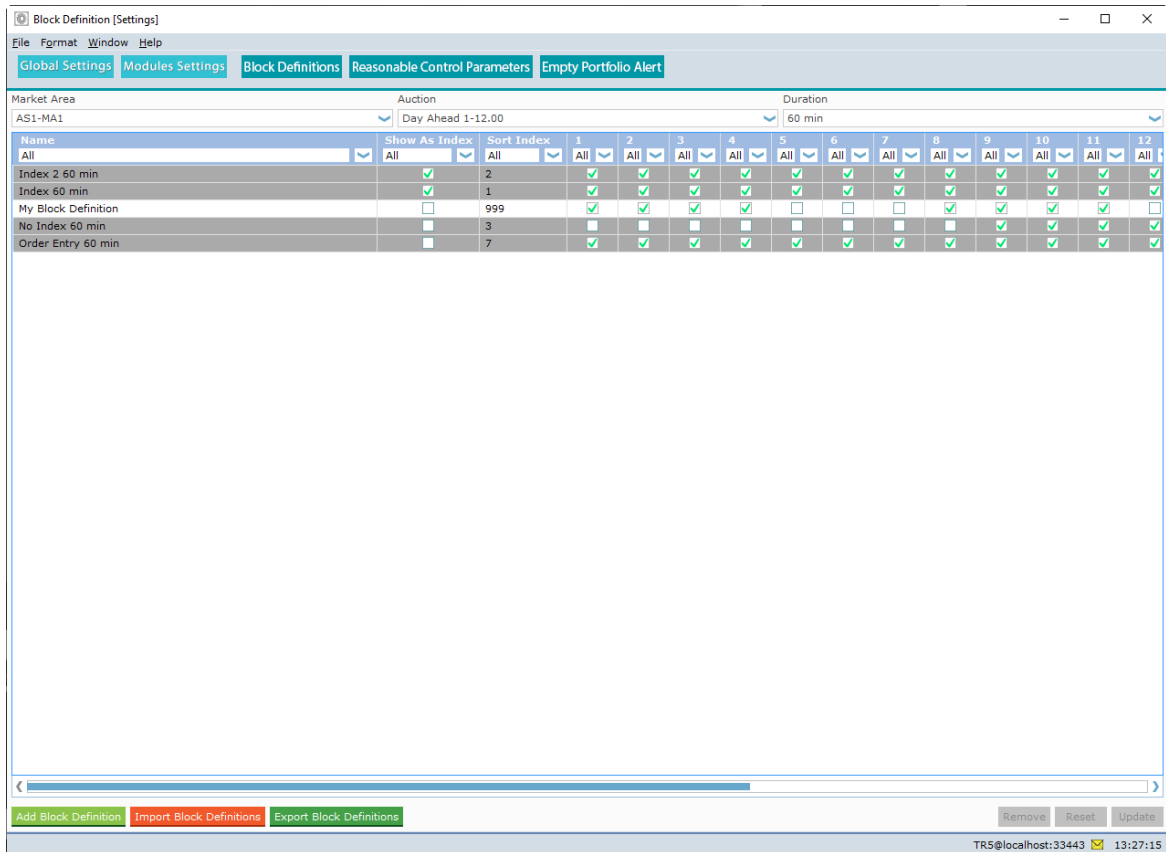 Block Definition [Settings]
File Format Window Help
Global Settings Modules Settings Block Definitions Reasonable Control Parameters Empty Portfolio Alert
Market Area Auction Duration
AS1-MA1 Day Ahead 1-12.00 60 min
Name Show As Index Sort Index 1 2 3 4 5 6 7 8 9 10 11 12
All All All All All All All All All All All All All All All
Index 2 60 min 2
Index 60 min 1
My Block Definition 999
No Index 60 min 3
Order Entry 60 min 7
Add Block Definition Import Block Definitions Export Block Definitions Remove Reset Update
TR5@localhost:33443 13:27:15